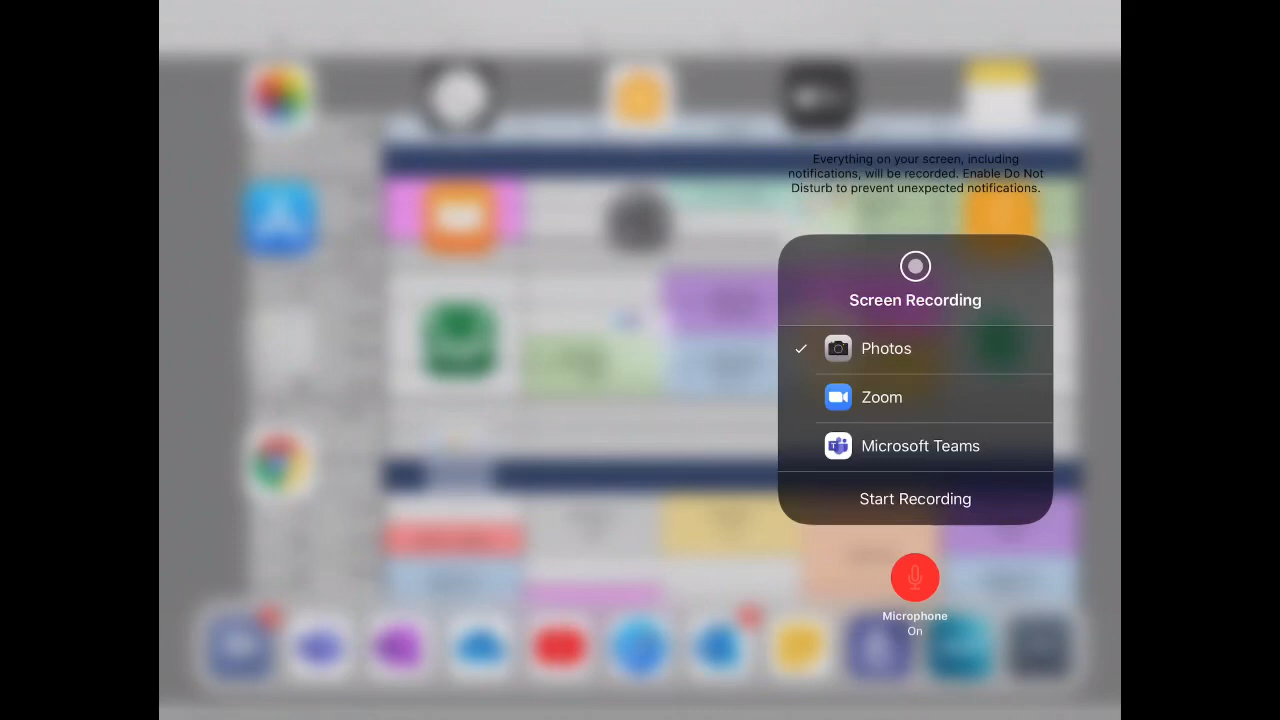 Everything on your screen, including
notifications, will be recorded. Enable Do Not
Disturb to prevent unexpected notifications.
Screen Recording
Photos
Zoom
Microsoft Teams
Start Recording
Microphone
On